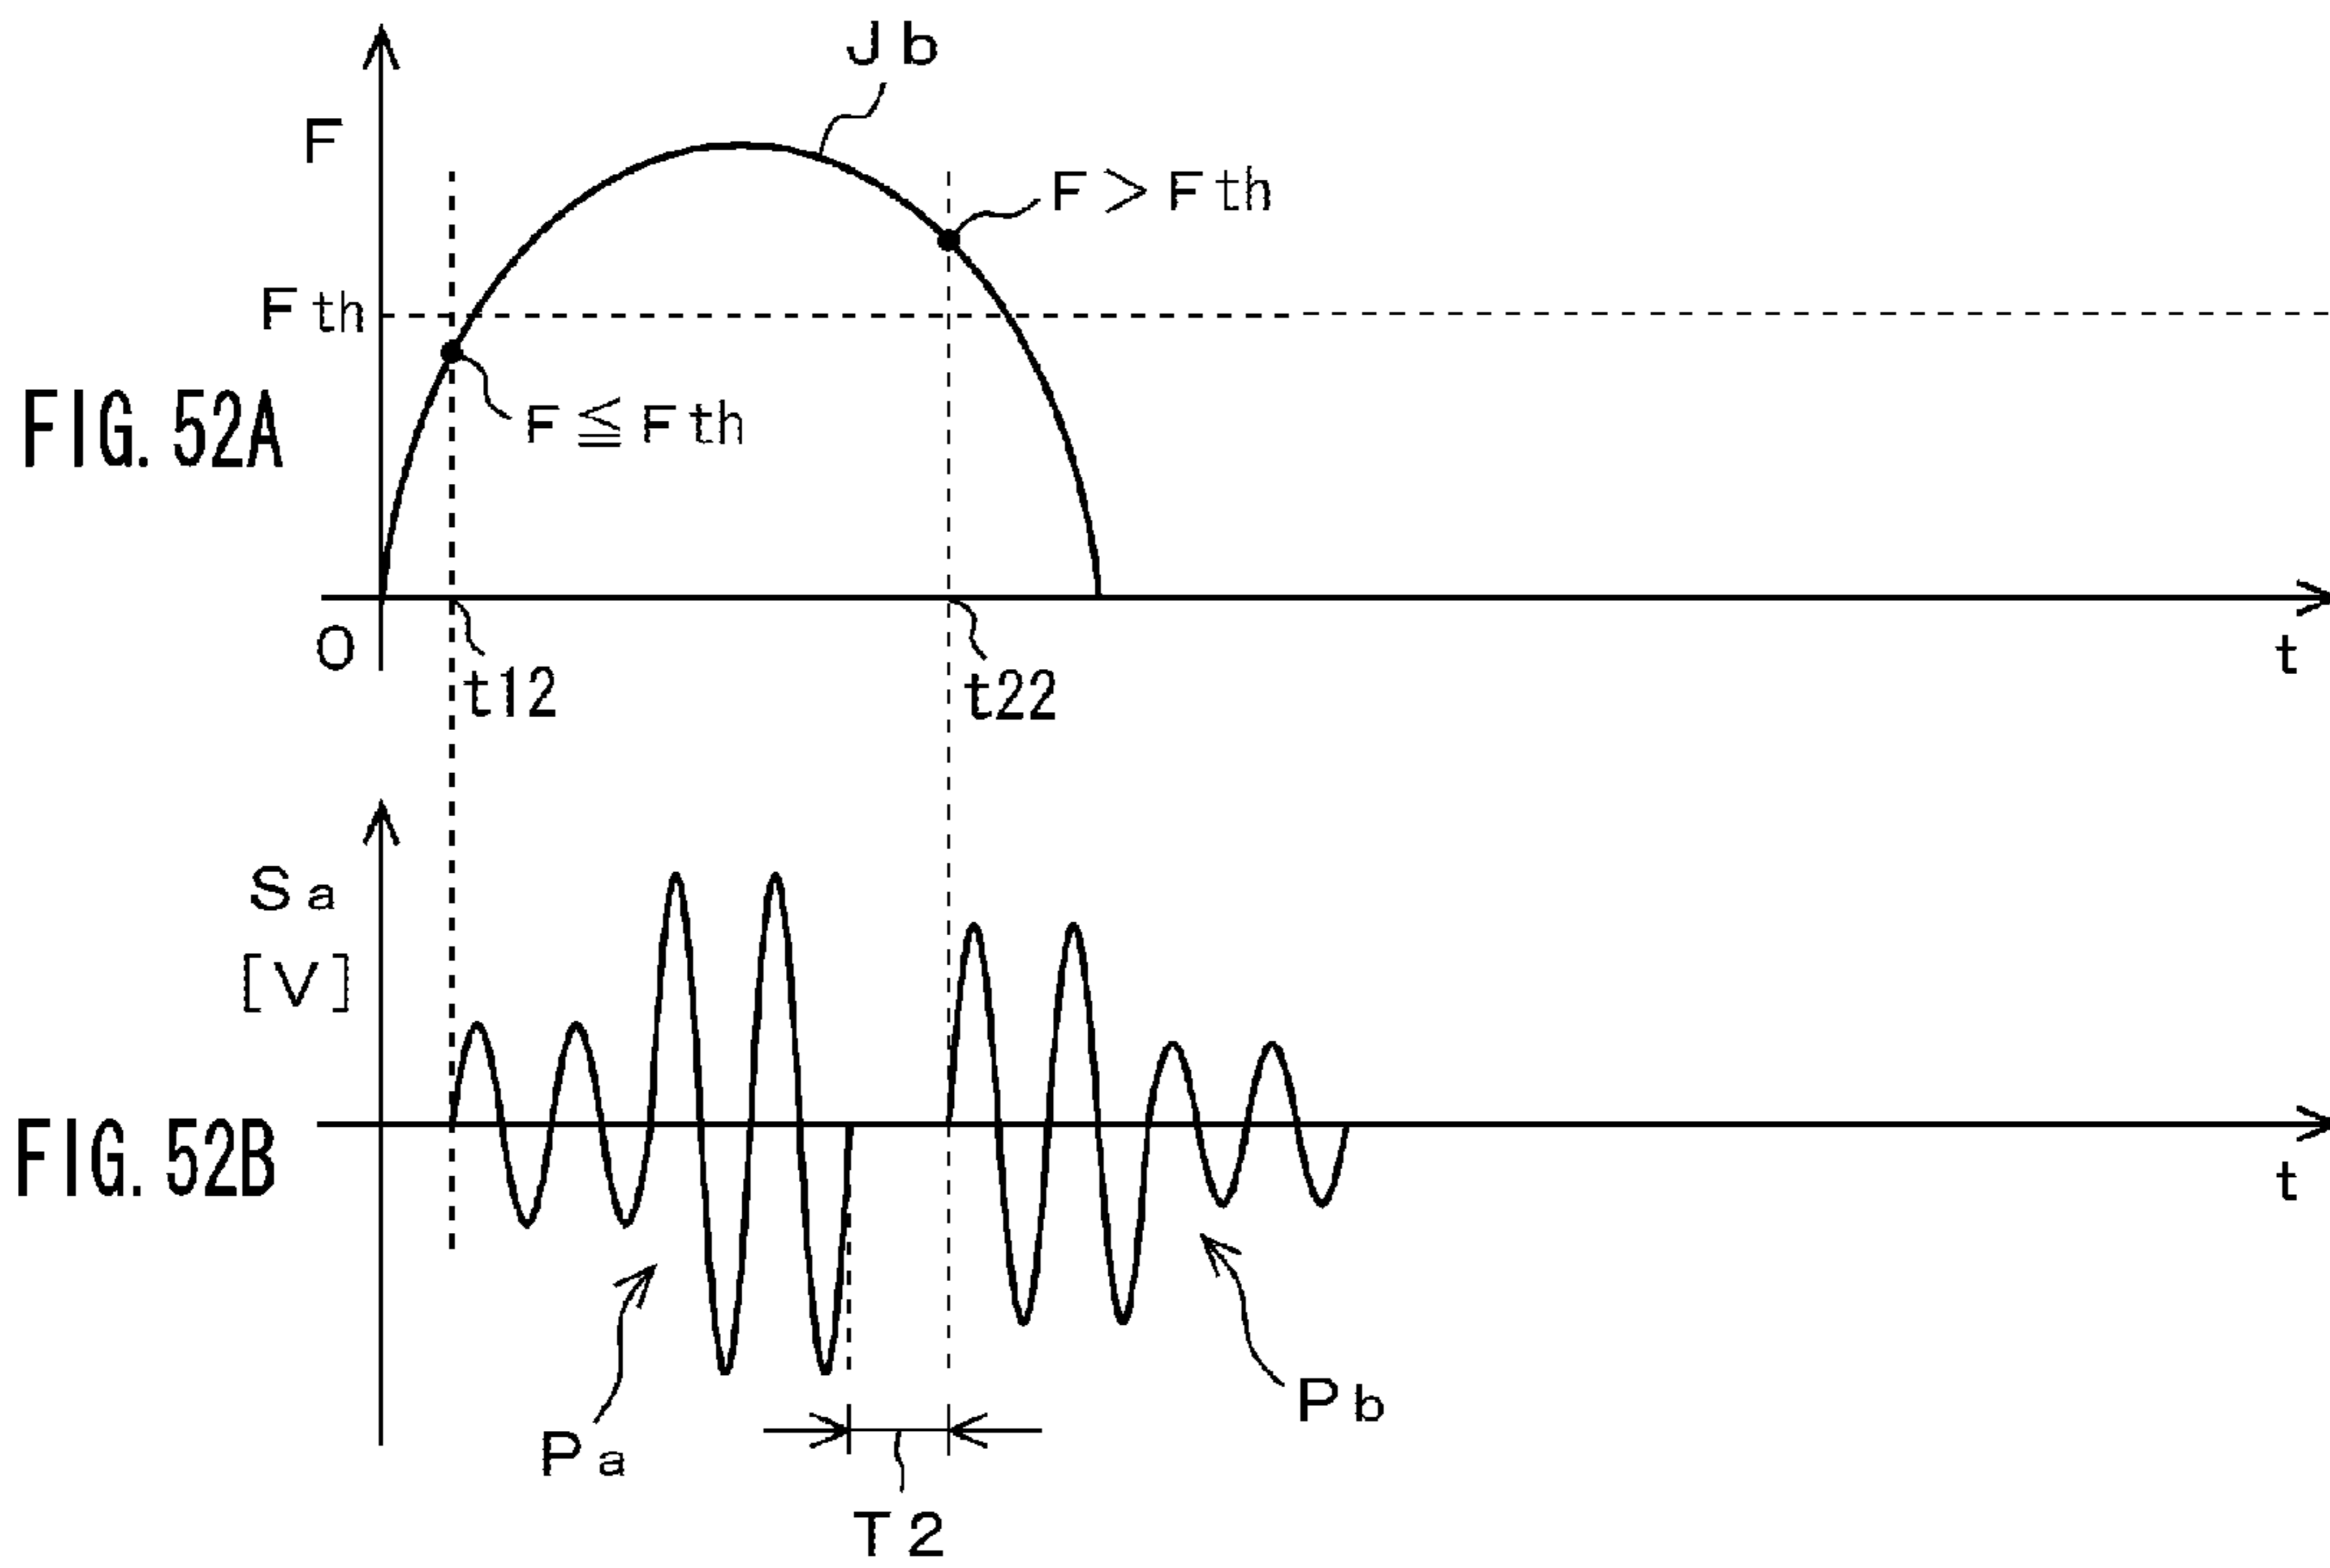 Jb
F
F > Fth
Fth
FIG. 52A
F ≦ Fth
O
t
t12
t22
Sa
[V]
FIG. 52B
t
Pa
Pb
T2